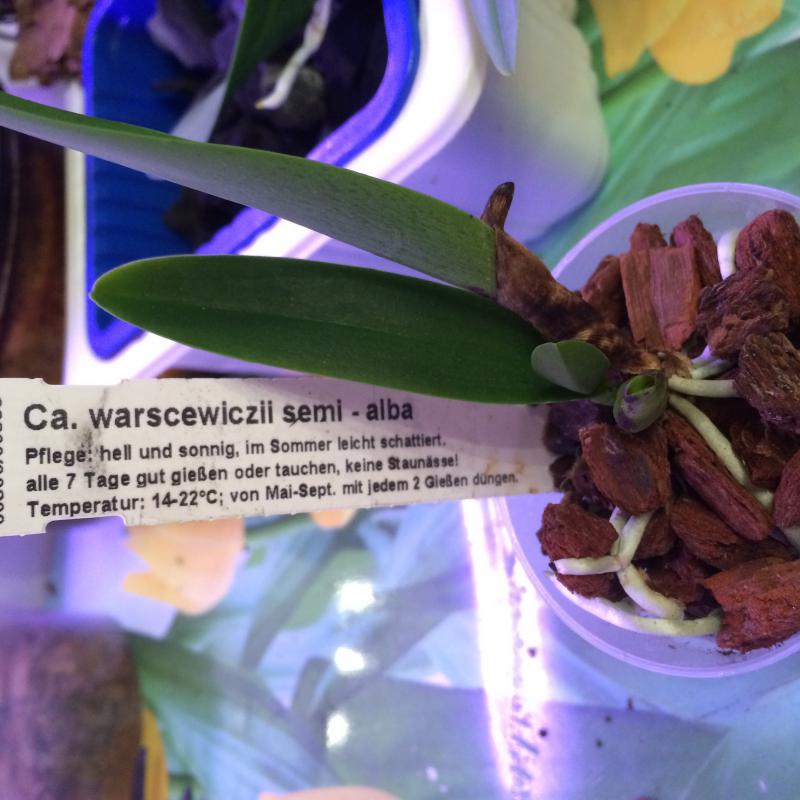 Ca. warscewiczii semi - alba
Pflege: hell und sonnig, im Sommer leicht schattiert.
alle 7 Tage gut gießen oder tauchen, keine Staunässe!
Temperatur: 14-22°C; von Mai-Sept. mit jedem 2 Gießen düngen.